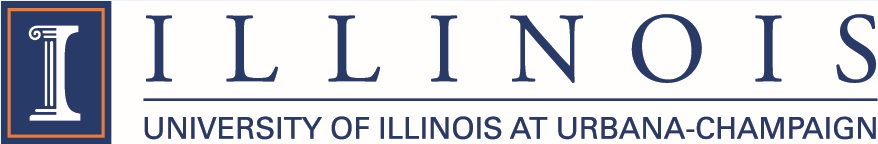 I ILLINOIS
UNIVERSITY OF ILLINOIS AT URBANA-CHAMPAIGN